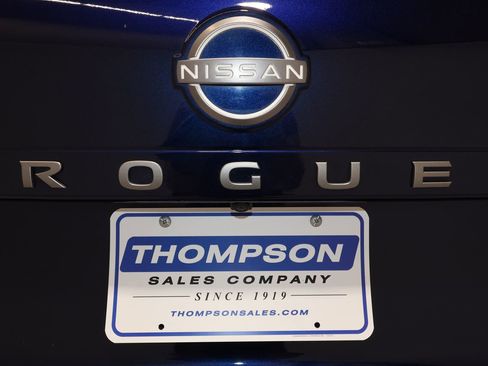 NISSAN
ROGUE
THOMPSON
SALES COMPANY
SINCE 1919
THOMPSONSALES.COM